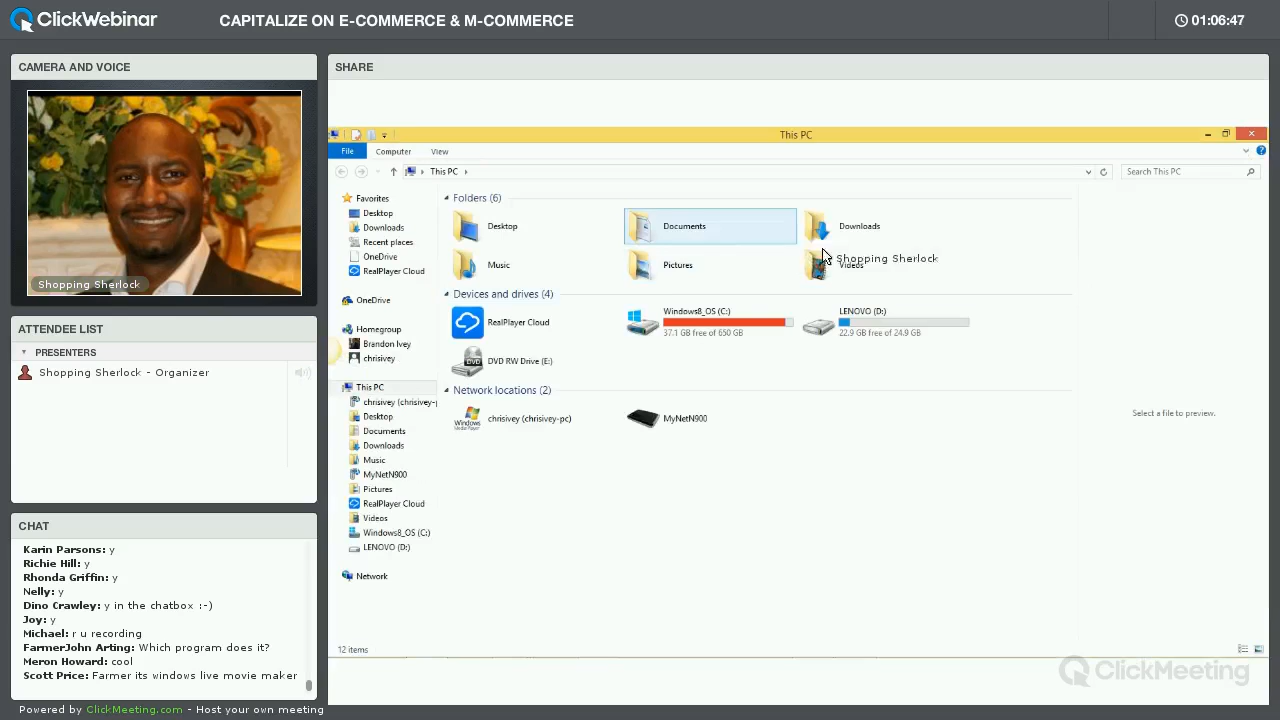 ClickWebinar
CAPITALIZE ON E-COMMERCE & M-COMMERCE
01:06:47
CAMERA AND VOICE
Shopping Sherlock
ATTENDEE LIST
PRESENTERS
Shopping Sherlock - Organizer
CHAT
Karin Parsons: y
Richie Hill: y
Rhonda Griffin: y
Nelly: y
Dino Crawley: y in the chatbox :-)
Joy: y
Michael: r u recording
FarmerJohn Arting: Which program does it?
Meron Howard: cool
Scott Price: Farmer its windows live movie maker
Powered by ClickMeeting.com - Host your own meeting
SHARE
This PC
File Computer View
This PC
Search This PC
Favorites
Desktop
Downloads
Recent places
OneDrive
RealPlayer Cloud
OneDrive
Homegroup
Brandon Ivey
chrisivey
This PC
chrisivey (chrisivey-p
Desktop
Documents
Downloads
Music
MyNetN900
Pictures
RealPlayer Cloud
Videos
Windows8_OS (C:)
LENOVO (D:)
Network
Folders (6)
Desktop Documents Downloads
Music Pictures Videos
Shopping Sherlock
Devices and drives (4)
RealPlayer Cloud
Windows8_OS (C:)
37.1 GB free of 650 GB
LENOVO (D:)
22.9 GB free of 24.9 GB
DVD
DVD RW Drive (E:)
Network locations (2)
Windows
Media Player
chrisivey (chrisivey-pc)
MyNetN900
Select a file to preview.
12 items
ClickMeeting